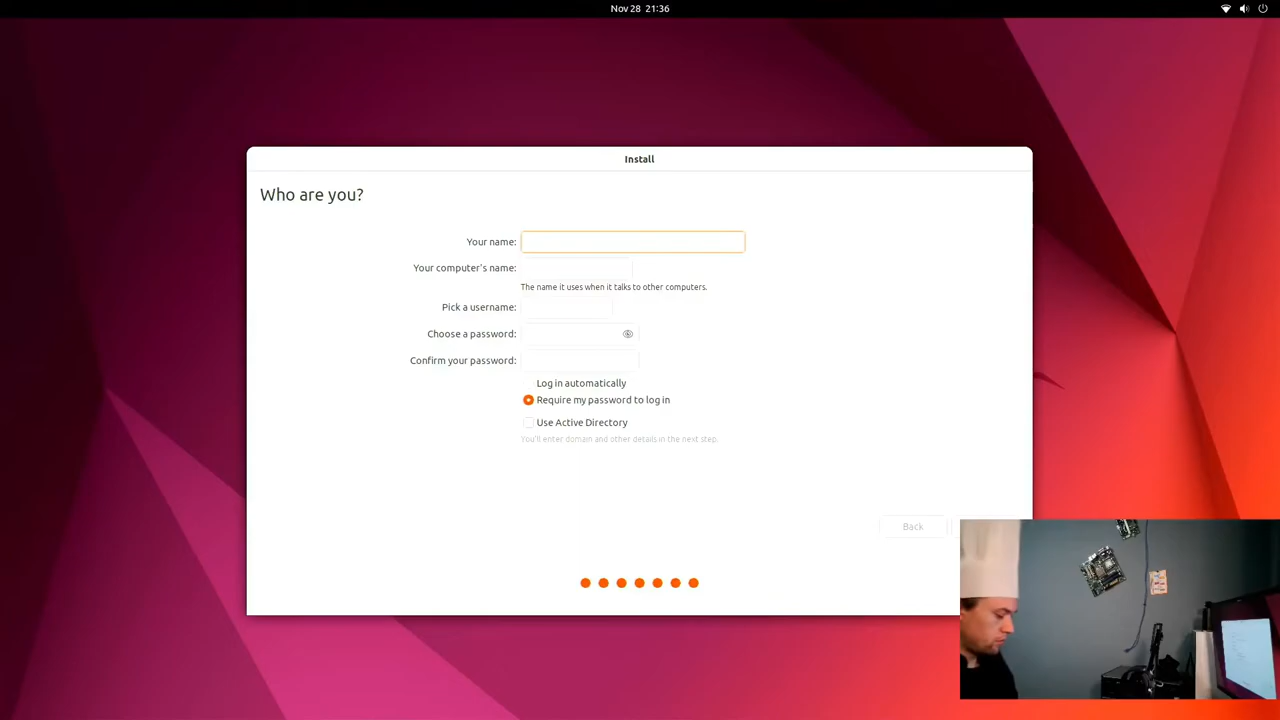 Nov 28 21:36
Install
Who are you?
Your name:
Your computer's name:
The name it uses when it talks to other computers.
Pick a username:
Choose a password:
Confirm your password:
Log in automatically
Require my password to log in
Use Active Directory
You'll enter domain and other details in the next step.
Back